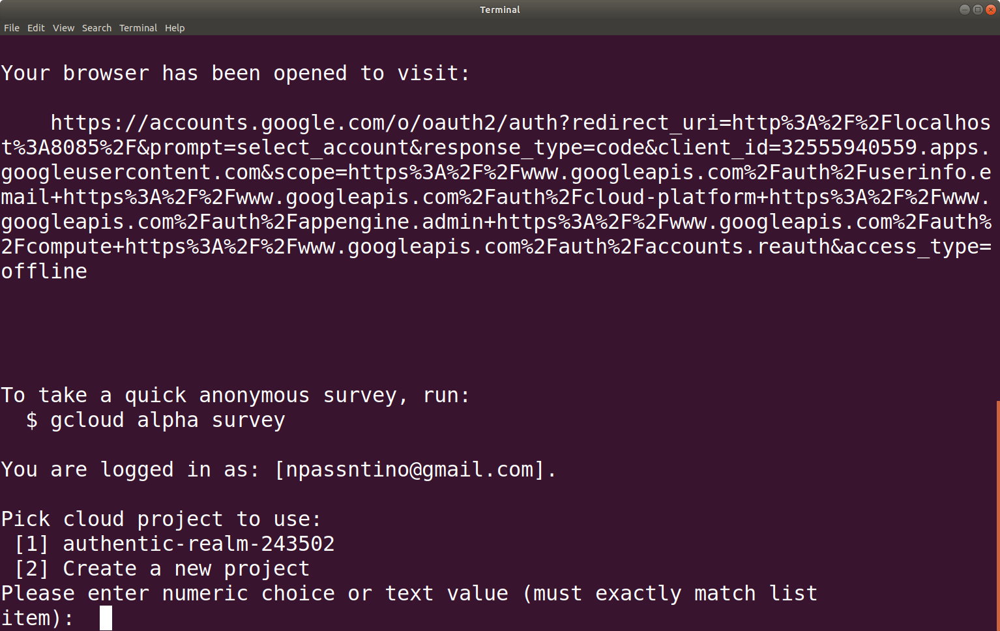 Terminal
File Edit View Search Terminal Help
Your browser has been opened to visit:
https://accounts.google.com/o/oauth2/auth?redirect_uri=http%3A%2F%2Flocalhos
t%3A8085%2F&prompt=select_account&response_type=code&client_id=32555940559.apps.
googleusercontent.com&scope=https%3A%2F%2Fwww.googleapis.com%2Fauth%2Fuserinfo.e
mail+https%3A%2F%2Fwww.googleapis.com%2Fauth%2Fcloud-platform+https%3A%2F%2Fwww.
googleapis.com%2Fauth%2Fappengine.admin+https%3A%2F%2Fwww.googleapis.com%2Fauth%
2Fcompute+https%3A%2F%2Fwww.googleapis.com%2Fauth%2Faccounts.reauth&access_type=
offline
To take a quick anonymous survey, run:
$ gcloud alpha survey
You are logged in as: [npassntino@gmail.com].
Pick cloud project to use:
[1] authentic-realm-243502
[2] Create a new project
Please enter numeric choice or text value (must exactly match list
item):